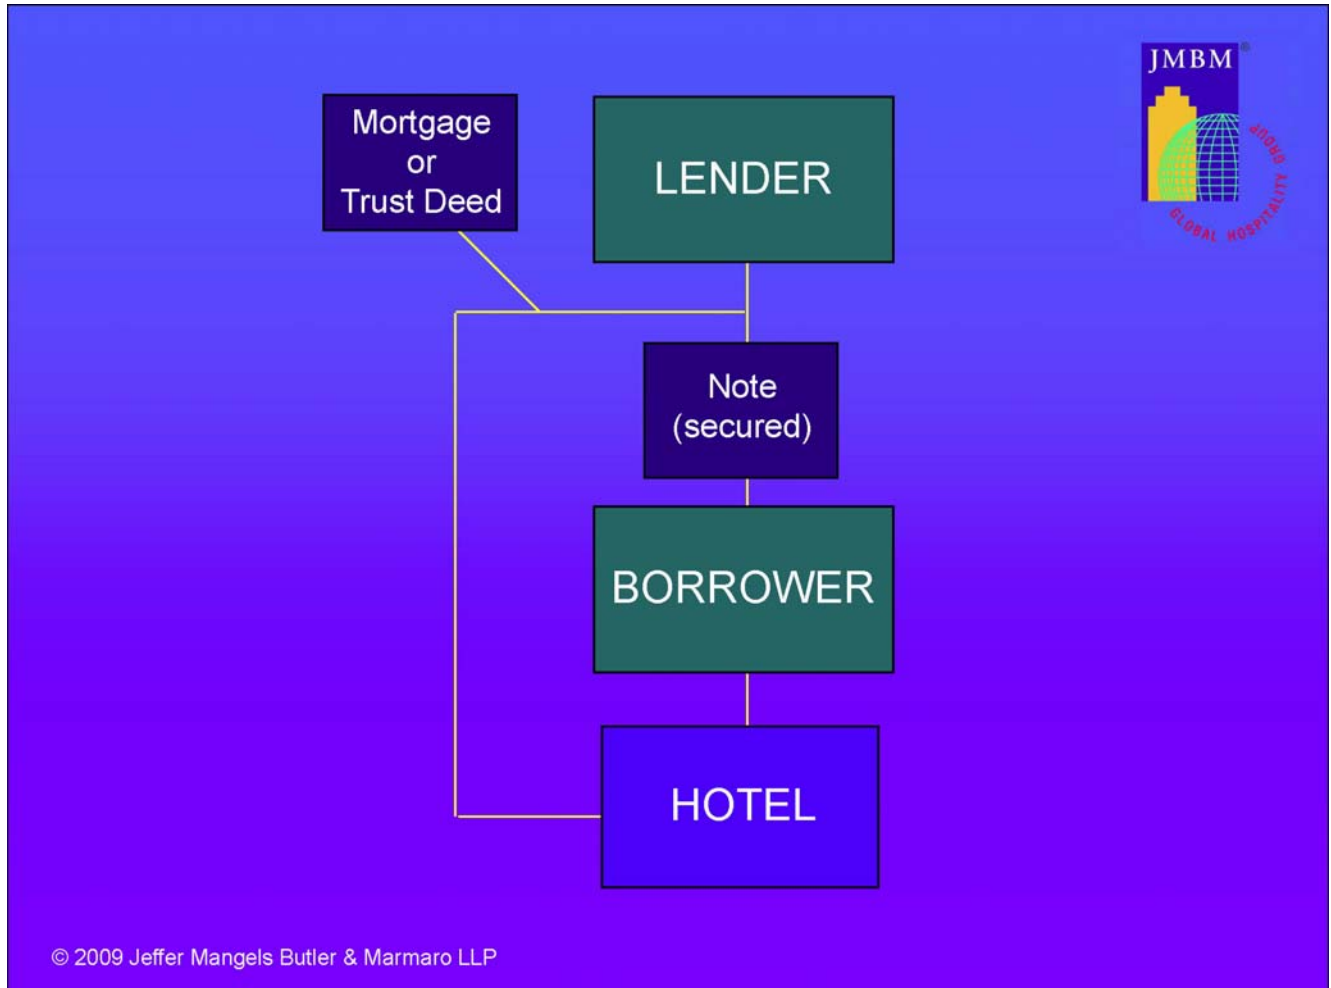 JMBM®
GLOBAL HOSPITALITY GROUP
Mortgage
or
Trust Deed
LENDER
Note
(secured)
BORROWER
HOTEL
© 2009 Jeffer Mangels Butler & Marmaro LLP